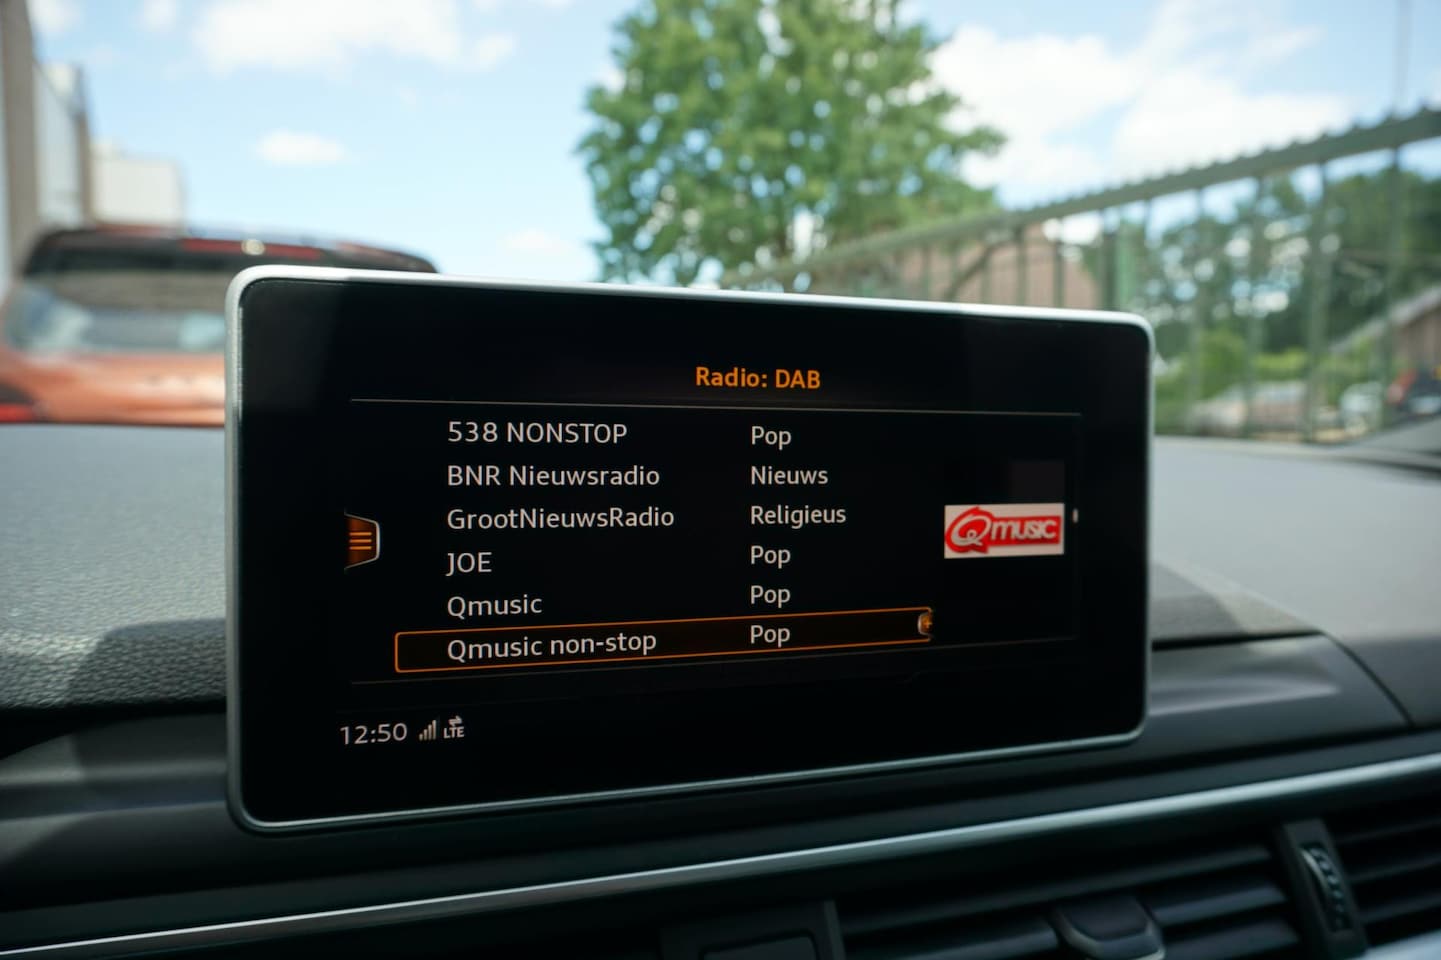 Radio: DAB
538 NONSTOP Pop
BNR Nieuwsradio Nieuws
GrootNieuwsRadio Religieus
JOE Pop
Qmusic Pop
Qmusic non-stop Pop
Qmusic
12:50 LTE